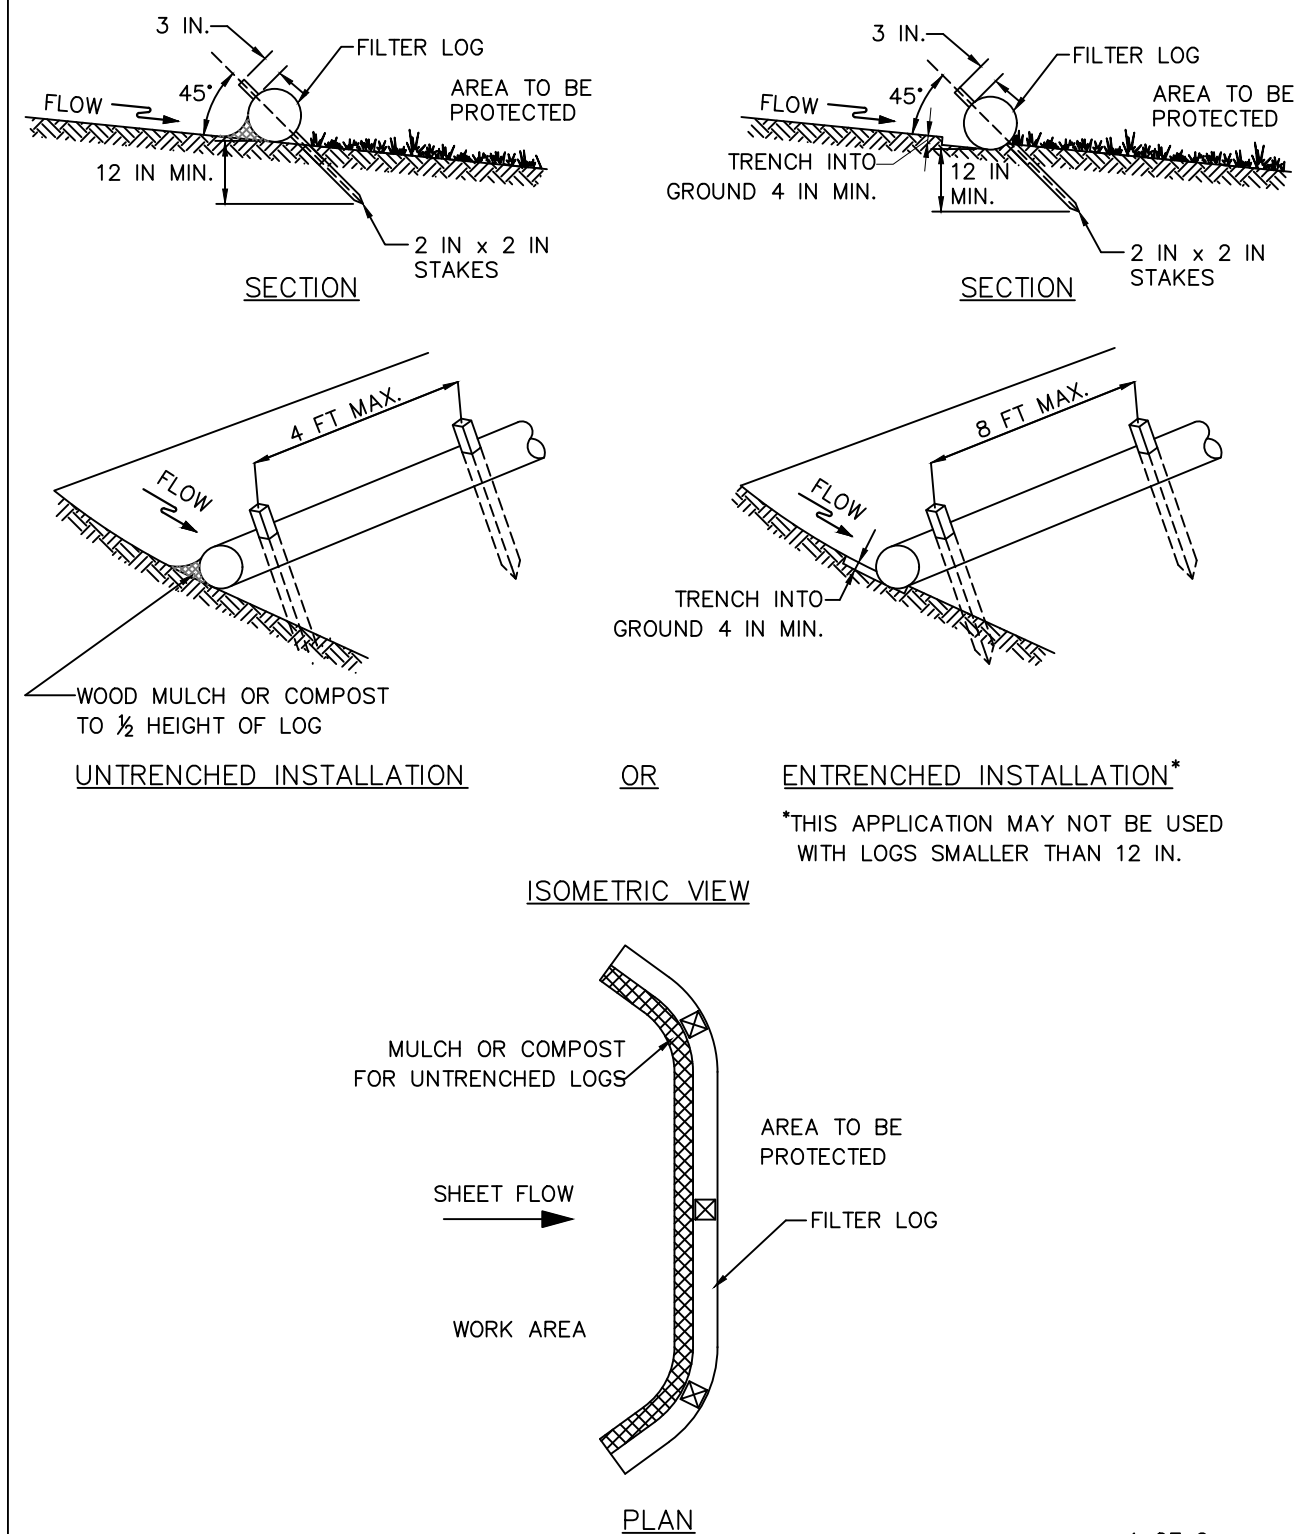 3 IN.
FILTER LOG
AREA TO BE
PROTECTED
45°
FLOW
12 IN MIN.
2 IN x 2 IN
STAKES
SECTION
3 IN.
FILTER LOG
AREA TO BE
PROTECTED
45°
FLOW
TRENCH INTO
GROUND 4 IN MIN.
12 IN
MIN.
2 IN x 2 IN
STAKES
SECTION
4 FT MAX.
FLOW
WOOD MULCH OR COMPOST
TO ½ HEIGHT OF LOG
8 FT MAX.
FLOW
TRENCH INTO
GROUND 4 IN MIN.
UNTRENCHED INSTALLATION
OR
ENTRENCHED INSTALLATION*
*THIS APPLICATION MAY NOT BE USED
WITH LOGS SMALLER THAN 12 IN.
ISOMETRIC VIEW
MULCH OR COMPOST
FOR UNTRENCHED LOGS
AREA TO BE
PROTECTED
SHEET FLOW
FILTER LOG
WORK AREA
PLAN